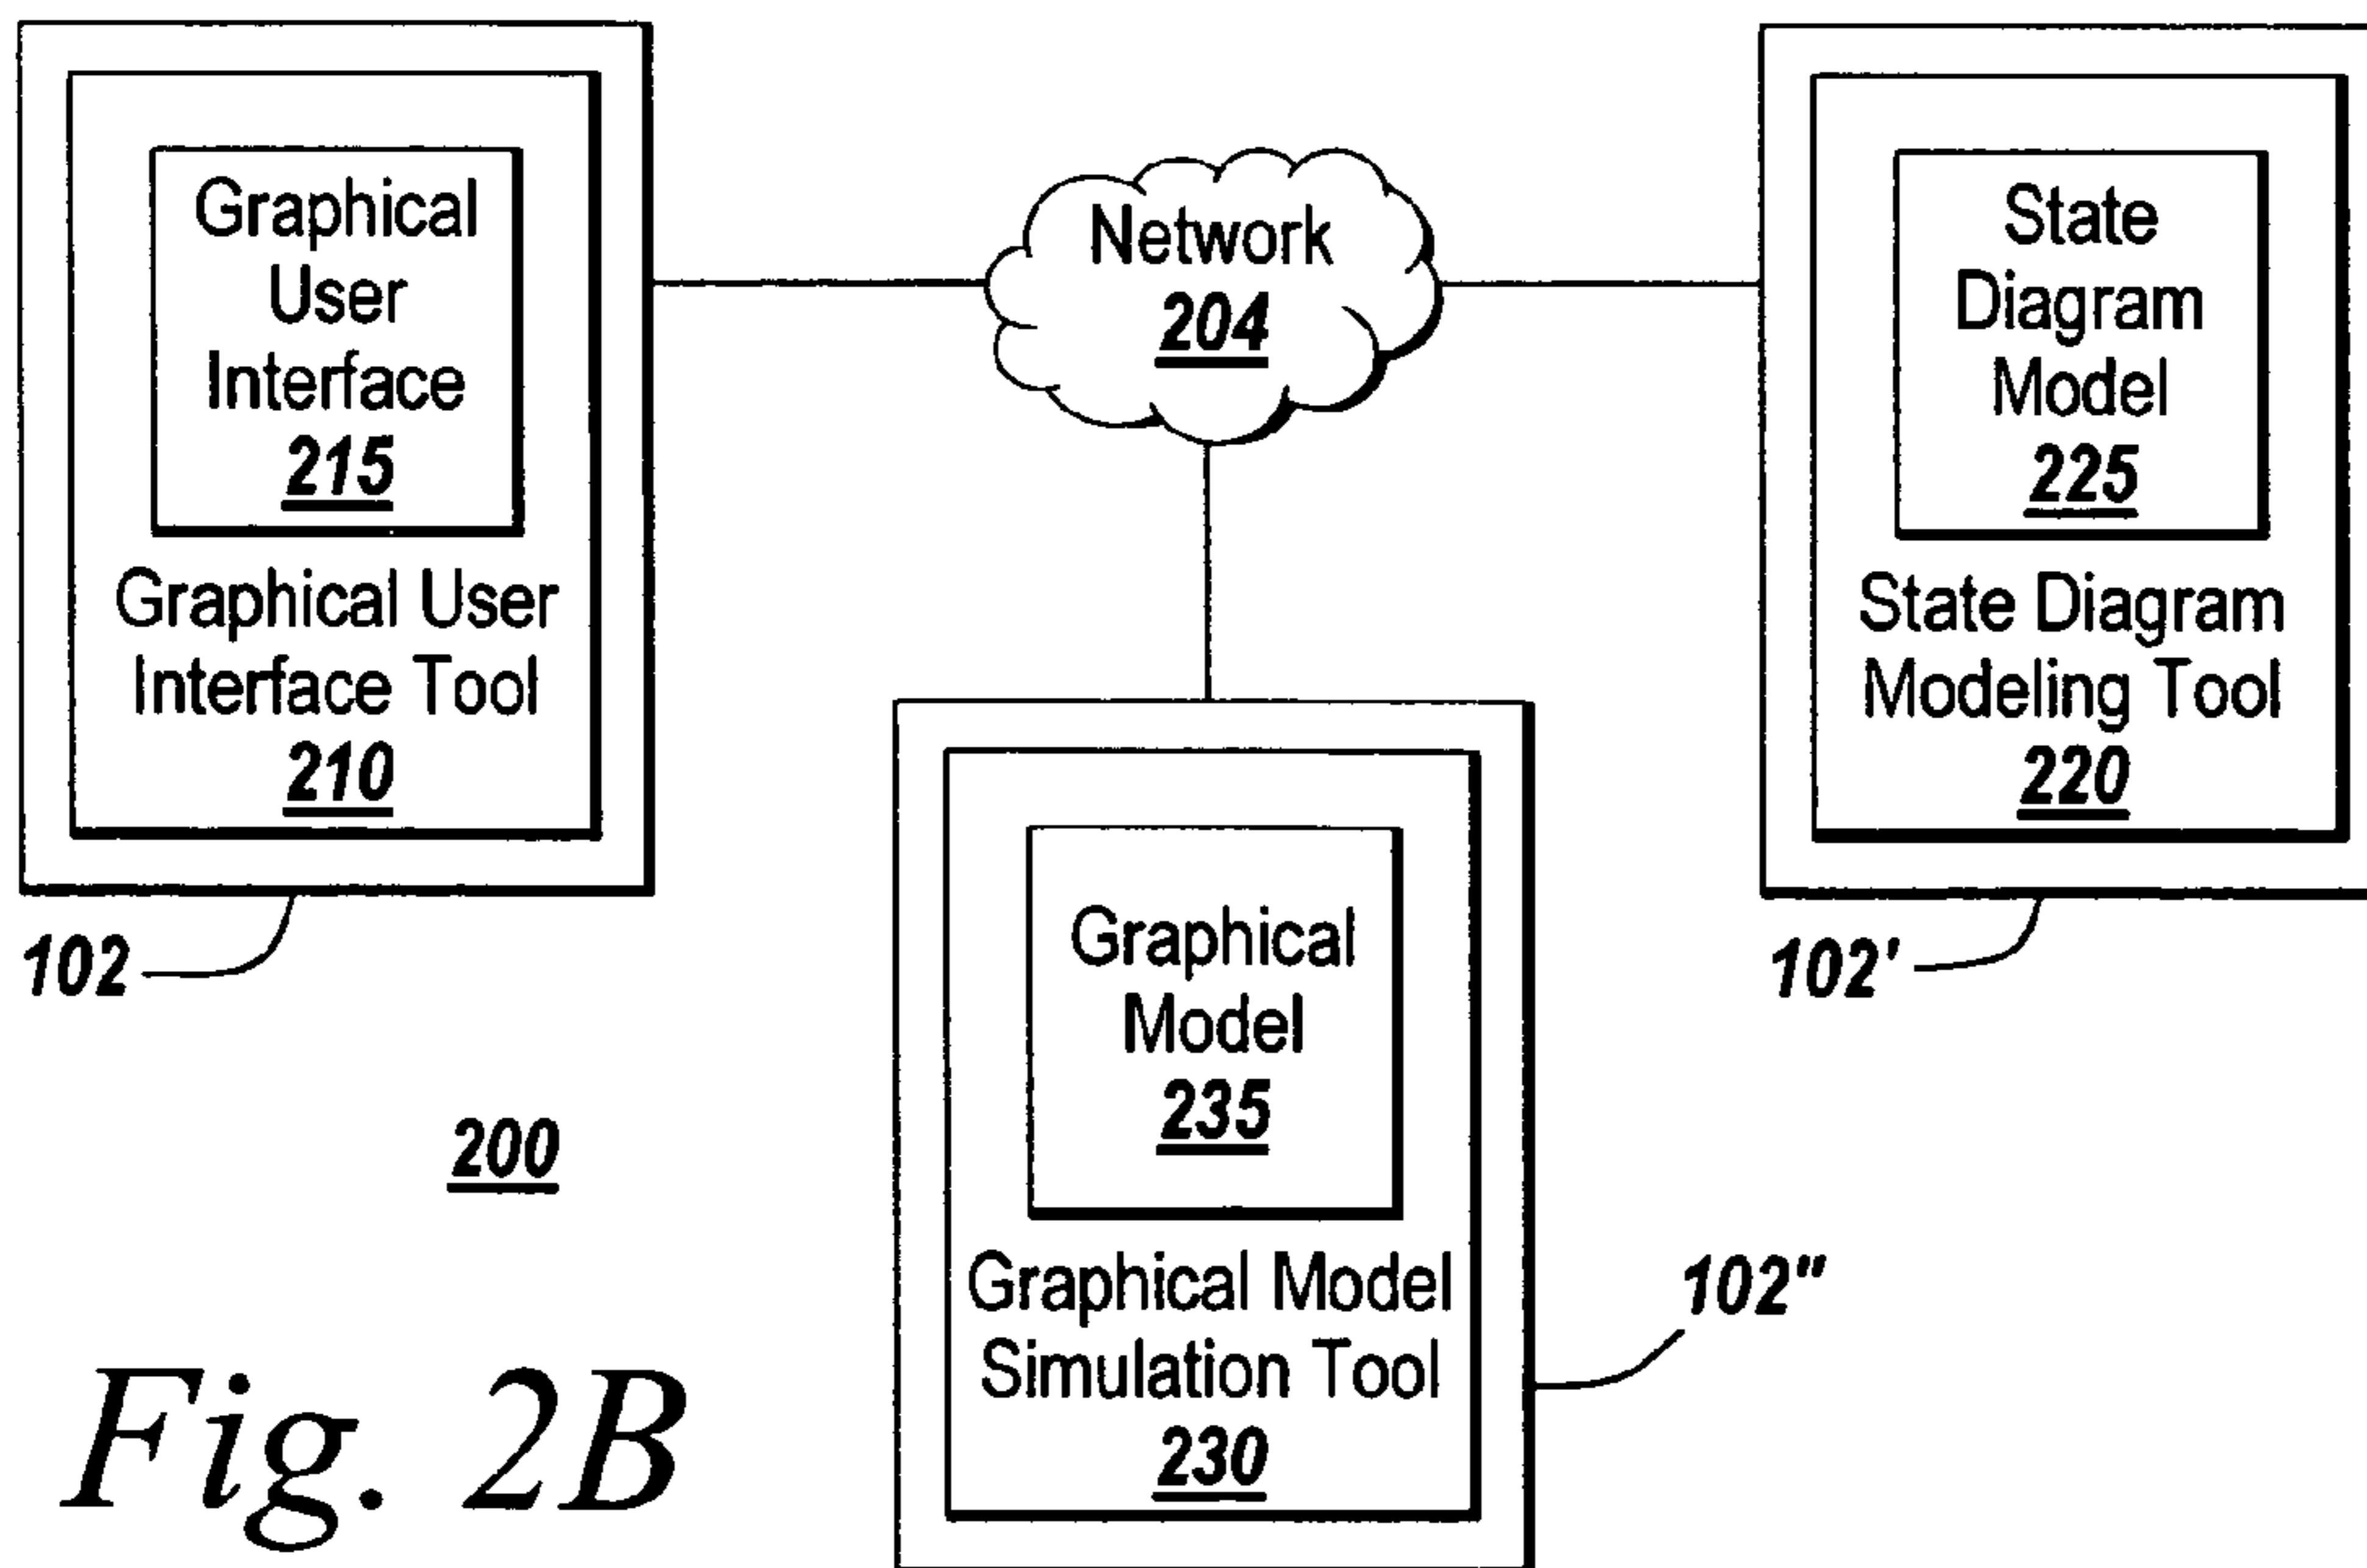 Graphical
User
Interface
215
Graphical User
Interface Tool
210
102
Network
204
State
Diagram
Model
225
State Diagram
Modeling Tool
220
102'
Graphical
Model
235
Graphical Model
Simulation Tool
230
102"
200
Fig. 2B